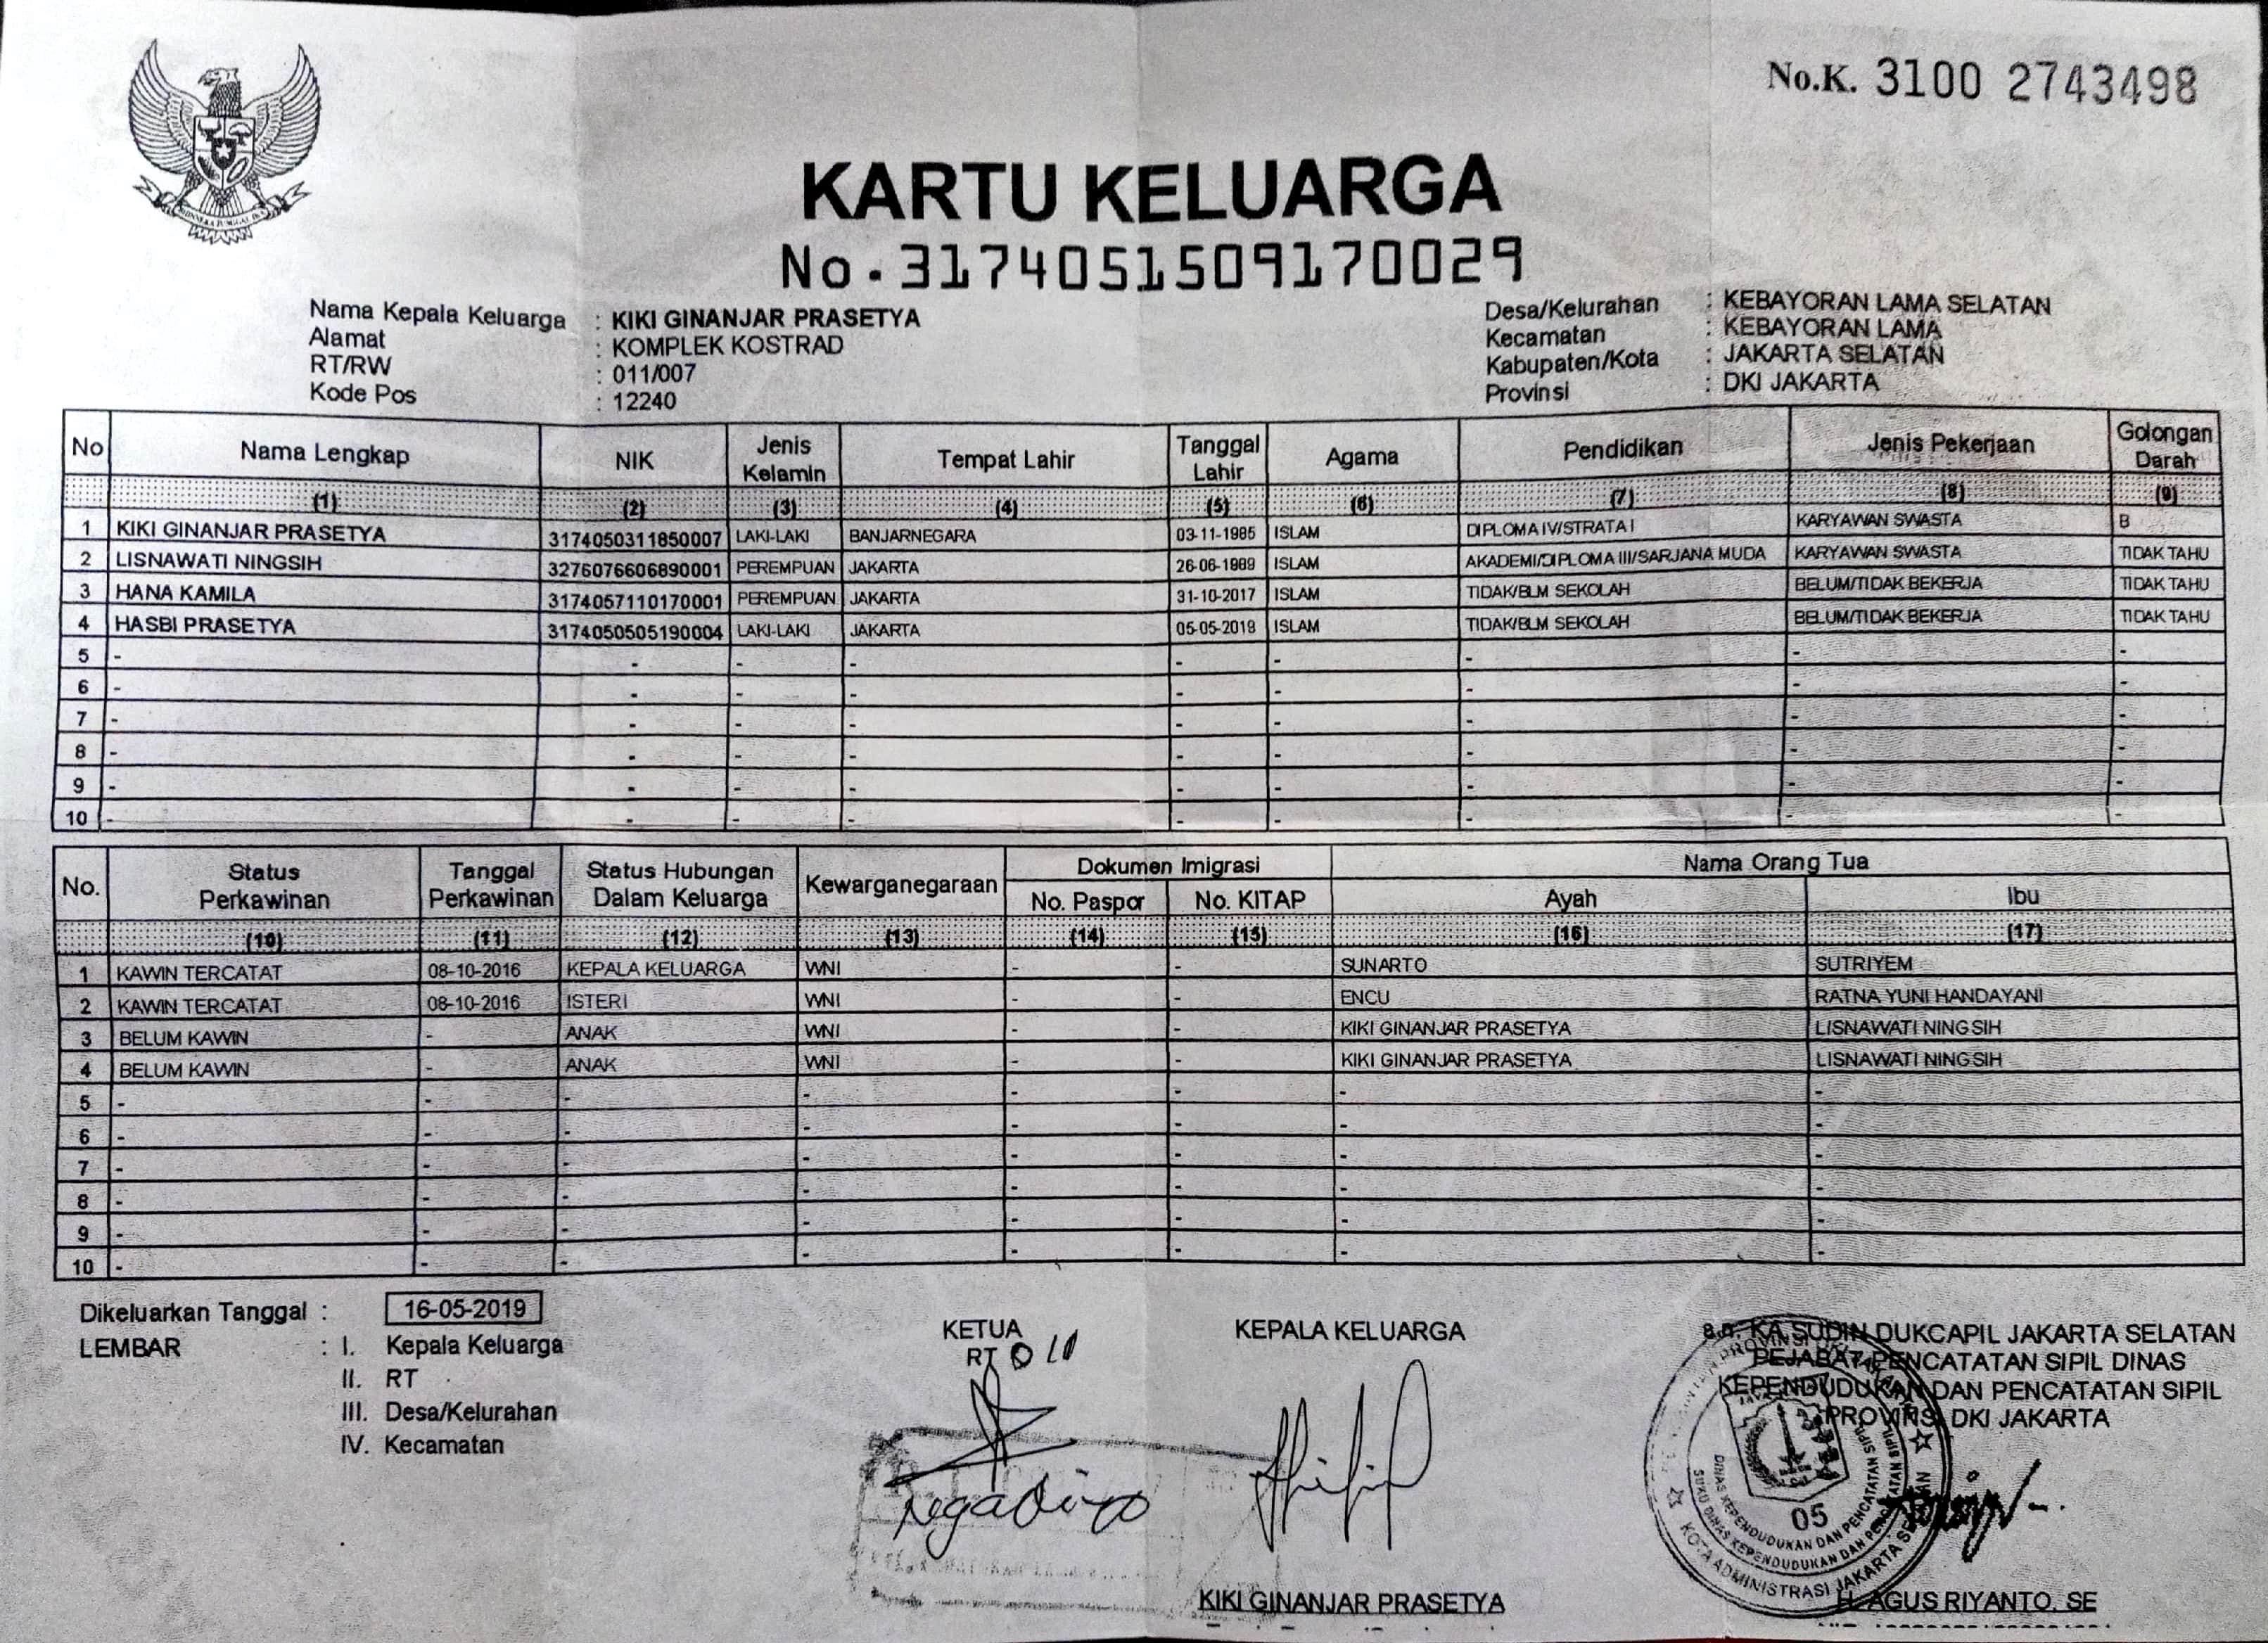 No.K. 3100 2743498
KARTU KELUARGA
No.3174051509170029
Nama Kepala Keluarga : KIKI GINANJAR PRASETYA
Alamat : KOMPLEK KOSTRAD
RT/RW : 011/007
Kode Pos : 12240
Desa/Kelurahan : KEBAYORAN LAMA SELATAN
Kecamatan : KEBAYORAN LAMA
Kabupaten/Kota : JAKARTA SELATAN
Provinsi : DKI JAKARTA
No Nama Lengkap NIK Jenis Kelamin Tempat Lahir Tanggal Lahir Agama Pendidikan Jenis Pekerjaan Golongan Darah
(1) (2) (3) (4) (5) (6) (7) (8) (9)
1 KIKI GINANJAR PRASETYA 3174050311850007 LAKI-LAKI BANJARNEGARA 03-11-1985 ISLAM DIPLOMA IV/STRATA I KARYAWAN SWASTA B
2 LISNAWATI NINGSIH 3276076606890001 PEREMPUAN JAKARTA 26-06-1989 ISLAM AKADEMI/DIPLOMA III/SARJANA MUDA KARYAWAN SWASTA TIDAK TAHU
3 HANA KAMILA 3174057110170001 PEREMPUAN JAKARTA 31-10-2017 ISLAM TIDAK/BLM SEKOLAH BELUM/TIDAK BEKERJA TIDAK TAHU
4 HASBI PRASETYA 3174050505190004 LAKI-LAKI JAKARTA 05-05-2019 ISLAM TIDAK/BLM SEKOLAH BELUM/TIDAK BEKERJA TIDAK TAHU
5 - - - - - - - - -
6 - - - - - - - - -
7 - - - - - - - - -
8 - - - - - - - - -
9 - - - - - - - - -
10 - - - - - - - - -
No. Status Perkawinan Tanggal Perkawinan Status Hubungan Dalam Keluarga Kewarganegaraan Dokumen Imigrasi Nama Orang Tua
No. Paspor No. KITAP Ayah Ibu
(10) (11) (12) (13) (14) (15) (16) (17)
1 KAWIN TERCATAT 08-10-2016 KEPALA KELUARGA WNI - - SUNARTO SUTRIYEM
2 KAWIN TERCATAT 08-10-2016 ISTERI WNI - - ENCU RATNA YUNI HANDAYANI
3 BELUM KAWIN - ANAK WNI - - KIKI GINANJAR PRASETYA LISNAWATI NINGSIH
4 BELUM KAWIN - ANAK WNI - - KIKI GINANJAR PRASETYA LISNAWATI NINGSIH
5 - - - - - - - -
6 - - - - - - - -
7 - - - - - - - -
8 - - - - - - - -
9 - - - - - - - -
10 - - - - - - - -
Dikeluarkan Tanggal : 16-05-2019
LEMBAR : I. Kepala Keluarga
II. RT
III. Desa/Kelurahan
IV. Kecamatan
KETUA
RT 011
KEPALA KELUARGA
KIKI GINANJAR PRASETYA
a.n. KA.SUDIN DUKCAPIL JAKARTA SELATAN
PEJABAT PENCATATAN SIPIL DINAS
KEPENDUDUKAN DAN PENCATATAN SIPIL
PROVINSI DKI JAKARTA
05
DINAS KEPENDUDUKAN DAN PENCATATAN SIPIL
SUKU DINAS KEPENDUDUKAN DAN PENCATATAN SIPIL
KOTA ADMINISTRASI JAKARTA SELATAN
H. AGUS RIYANTO, SE